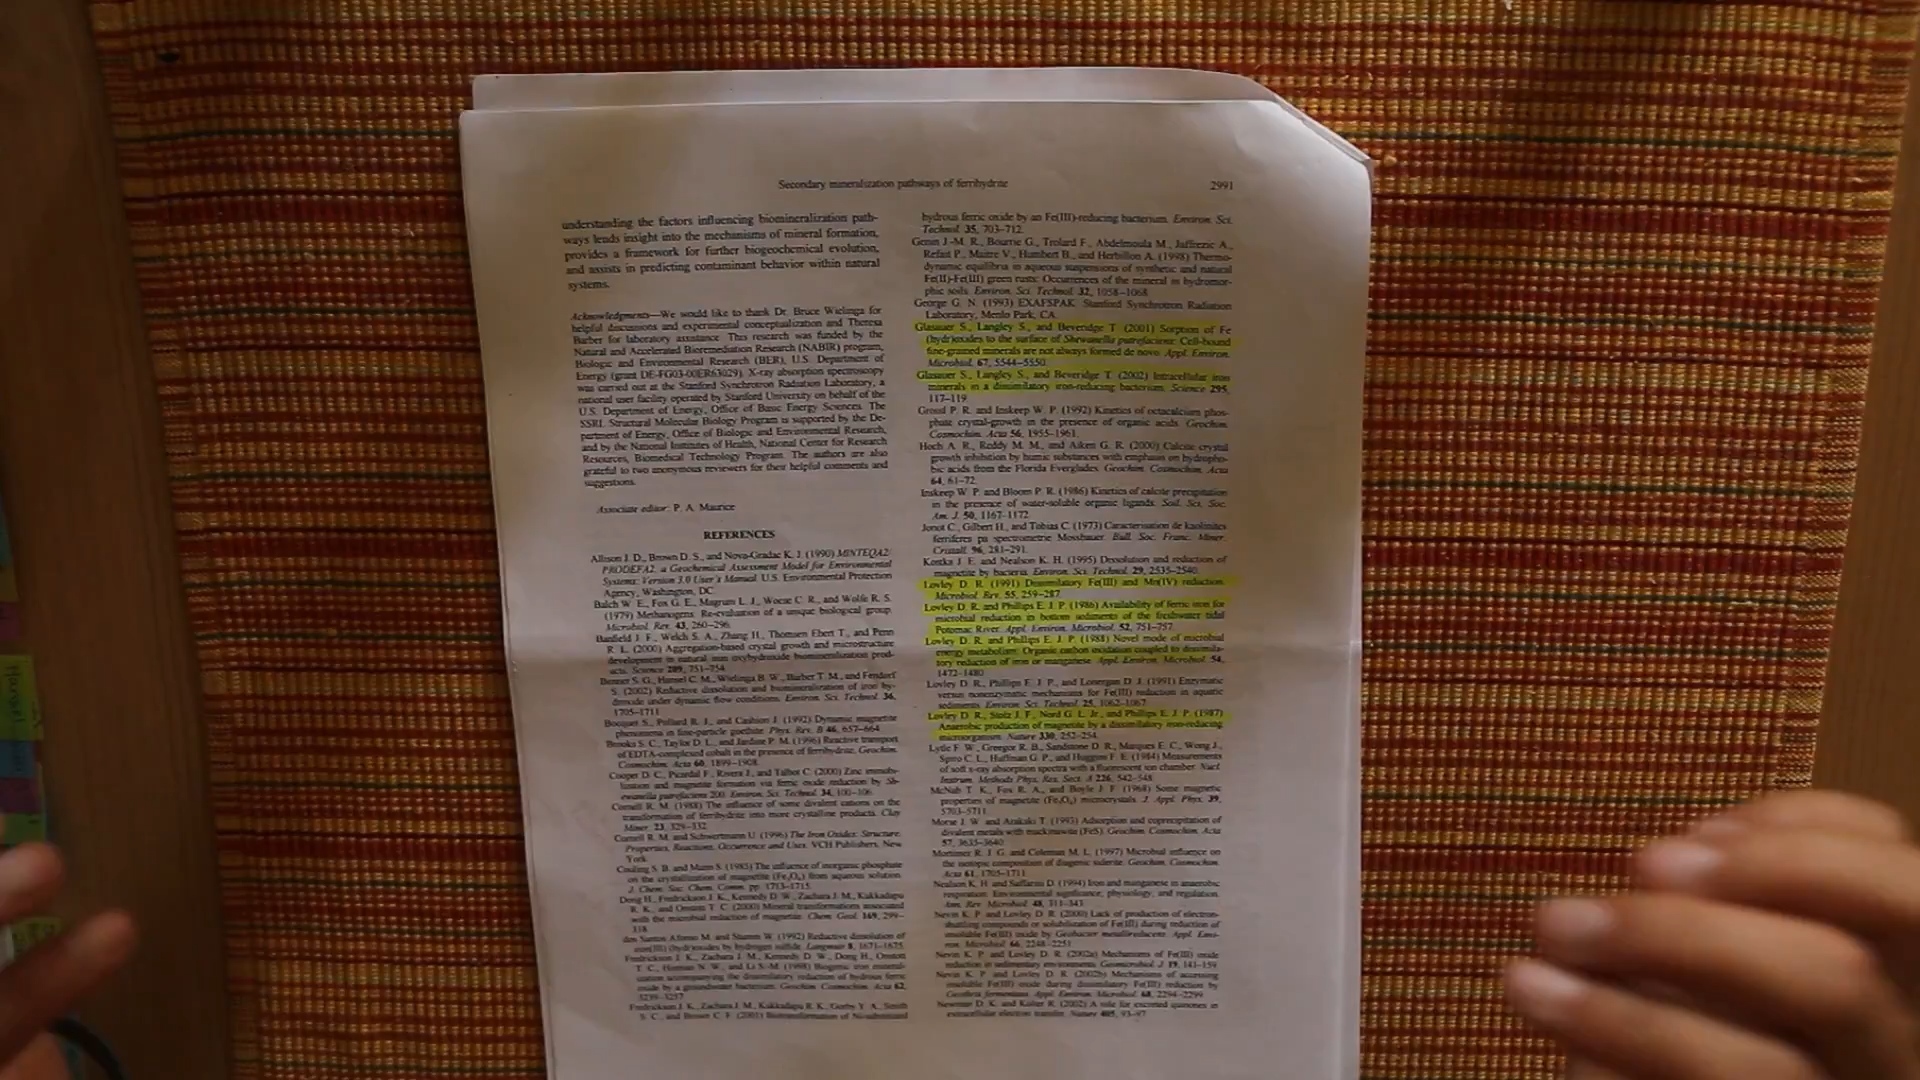 Secondary mineralization pathways of ferrihydrite
2991
understanding the factors influencing biomineralization path-
ways lends insight into the mechanisms of mineral formation,
provides a framework for further biogeochemical evolution,
and assists in predicting contaminant behavior within natural
systems.
Acknowledgments—We would like to thank Dr. Bruce Wielinga for
helpful discussions and experimental conceptualization and Theresa
Barber for laboratory assistance. This research was funded by the
Natural and Accelerated Bioremediation Research (NABIR) program,
Biologic and Environmental Research (BER), U.S. Department of
Energy (grant DE-FG03-00ER63029). X-ray absorption spectroscopy
was carried out at the Stanford Synchrotron Radiation Laboratory, a
national user facility operated by Stanford University on behalf of the
U.S. Department of Energy, Office of Basic Energy Sciences. The
SSRL Structural Molecular Biology Program is supported by the De-
partment of Energy, Office of Biologic and Environmental Research,
and by the National Institutes of Health, National Center for Research
Resources, Biomedical Technology Program. The authors are also
grateful to two anonymous reviewers for their helpful comments and
suggestions.
Associate editor: P. A. Maurice
REFERENCES
Allison J. D., Brown D. S., and Novo-Gradac K. J. (1990) MINTEQA2/
PRODEFA2, a Geochemical Assessment Model for Environmental
Systems: Version 3.0 User's Manual. U.S. Environmental Protection
Agency, Washington, DC.
Balch W. E., Fox G. E., Magrum L. J., Woese C. R., and Wolfe R. S.
(1979) Methanogens: Re-evaluation of a unique biological group.
Microbiol. Rev. 43, 260–296.
Banfield J. F., Welch S. A., Zhang H., Thomsen Ebert T., and Penn
R. L. (2000) Aggregation-based crystal growth and microstructure
development in natural iron oxyhydroxide biomineralization prod-
ucts. Science 289, 751–754.
Benner S. G., Hansel C. M., Wielinga B. W., Barber T. M., and Fendorf
S. (2002) Reductive dissolution and biomineralization of iron hy-
droxide under dynamic flow conditions. Environ. Sci. Technol. 36,
1705–1711.
Bocquet S., Pollard R. J., and Cashion J. (1992) Dynamic magnetic
phenomena in fine-particle goethite. Phys. Rev. B 46, 657–664.
Brooks S. C., Taylor D. L., and Jardine P. M. (1996) Reactive transport
of EDTA-complexed cobalt in the presence of ferrihydrite. Geochim.
Cosmochim. Acta 60, 1899–1908.
Cooper D. C., Picardal F., Rivera J., and Talbot C. (2000) Zinc immobi-
lization and magnetite formation via ferric oxide reduction by Sh-
ewanella putrefaciens 200. Environ. Sci. Technol. 34, 100–106.
Cornell R. M. (1988) The influence of some divalent cations on the
transformation of ferrihydrite into more crystalline products. Clay
Miner. 23, 329–332.
Cornell R. M. and Schwertmann U. (1996) The Iron Oxides: Structure,
Properties, Reactions, Occurrence and Uses. VCH Publishers, New
York.
Couling S. B. and Mann S. (1985) The influence of inorganic phosphate
on the crystallization of magnetite (Fe₃O₄) from aqueous solution.
J. Chem. Soc. Chem. Comm. pp. 1713–1715.
Dong H., Fredrickson J. K., Kennedy D. W., Zachara J. M., Kukkadapu
R. K., and Onstott T. C. (2000) Mineral transformations associated
with the microbial reduction of magnetite. Chem. Geol. 169, 299–
318.
dos Santos Afonso M. and Stumm W. (1992) Reductive dissolution of
iron(III) (hydr)oxides by hydrogen sulfide. Langmuir 8, 1671–1675.
Fredrickson J. K., Zachara J. M., Kennedy D. W., Dong H., Onstott
T. C., Hinman N. W., and Li S.-M. (1998) Biogenic iron mineral-
ization accompanying the dissimilatory reduction of hydrous ferric
oxide by a groundwater bacterium. Geochim. Cosmochim. Acta 62,
3239–3257.
Fredrickson J. K., Zachara J. M., Kukkadapu R. K., Gorby Y. A., Smith
S. C., and Brown C. F. (2001) Biotransformation of Ni-substituted
hydrous ferric oxide by an Fe(III)-reducing bacterium. Environ. Sci.
Technol. 35, 703–712.
Genin J.-M. R., Bourrie G., Trolard F., Abdelmoula M., Jaffrezic A.,
Refait P., Maitre V., Humbert B., and Herbillon A. (1998) Thermo-
dynamic equilibria in aqueous suspensions of synthetic and natural
Fe(II)-Fe(III) green rusts: Occurrences of the mineral in hydromor-
phic soils. Environ. Sci. Technol. 32, 1058–1068.
George G. N. (1993) EXAFSPAK. Stanford Synchrotron Radiation
Laboratory, Menlo Park, CA.
Glasauer S., Langley S., and Beveridge T. (2001) Sorption of Fe
(hydr)oxides to the surface of Shewanella putrefaciens: Cell-bound
fine-grained minerals are not always formed de novo. Appl. Environ.
Microbiol. 67, 5544–5550.
Glasauer S., Langley S., and Beveridge T. (2002) Intracellular iron
minerals in a dissimilatory iron-reducing bacterium. Science 295,
117–119.
Grossl P. R. and Inskeep W. P. (1992) Kinetics of octacalcium phos-
phate crystal-growth in the presence of organic acids. Geochim.
Cosmochim. Acta 56, 1955–1961.
Hoch A. R., Reddy M. M., and Aiken G. R. (2000) Calcite crystal
growth inhibition by humic substances with emphasis on hydropho-
bic acids from the Florida Everglades. Geochim. Cosmochim. Acta
64, 61–72.
Inskeep W. P. and Bloom P. R. (1986) Kinetics of calcite precipitation
in the presence of water-soluble organic ligands. Soil. Sci. Soc.
Am. J. 50, 1167–1172.
Janot C., Gilbert H., and Tobias C. (1973) Caracterisation de kaolinites
ferriferes pa spectrometrie Mossbauer. Bull. Soc. Franc. Miner.
Cristall. 96, 281–291.
Kostka J. E. and Nealson K. H. (1995) Dissolution and reduction of
magnetite by bacteria. Environ. Sci. Technol. 29, 2535–2540.
Lovley D. R. (1991) Dissimilatory Fe(III) and Mn(IV) reduction.
Microbiol. Rev. 55, 259–287.
Lovley D. R. and Phillips E. J. P. (1986) Availability of ferric iron for
microbial reduction in bottom sediments of the freshwater tidal
Potomac River. Appl. Environ. Microbiol. 52, 751–757.
Lovley D. R. and Phillips E. J. P. (1988) Novel mode of microbial
energy metabolism: Organic carbon oxidation coupled to dissimila-
tory reduction of iron or manganese. Appl. Environ. Microbiol. 54,
1472–1480.
Lovley D. R., Phillips E. J. P., and Lonergan D. J. (1991) Enzymatic
versus nonenzymatic mechanisms for Fe(III) reduction in aquatic
sediments. Environ. Sci. Technol. 25, 1062–1067.
Lovley D. R., Stolz J. F., Nord G. L. Jr., and Phillips E. J. P. (1987)
Anaerobic production of magnetite by a dissimilatory iron-reducing
microorganism. Nature 330, 252–254.
Lytle F. W., Greegor R. B., Sandstone D. R., Marques E. C., Wong J.,
Spiro C. L., Huffman G. P., and Huggins F. E. (1984) Measurements
of soft x-ray absorption spectra with a fluorescent ion chamber. Nucl.
Instrum. Methods Phys. Res. Sect. A 226, 542–548.
McNab T. K., Fox R. A., and Boyle J. F. (1968) Some magnetic
properties of magnetite (Fe₃O₄) microcrystals. J. Appl. Phys. 39,
5703–5711.
Morse J. W. and Arakaki T. (1993) Adsorption and coprecipitation of
divalent metals with mackinawite (FeS). Geochim. Cosmochim. Acta
57, 3635–3640.
Mortimer R. J. G. and Coleman M. L. (1997) Microbial influence on
the isotopic composition of diagenic siderite. Geochim. Cosmochim.
Acta 61, 1705–1711.
Nealson K. H. and Saffarini D. (1994) Iron and manganese in anaerobic
respiration: Environmental significance, physiology, and regulation.
Ann. Rev. Microbiol. 48, 311–343.
Nevin K. P. and Lovley D. R. (2000) Lack of production of electron-
shuttling compounds or solubilization of Fe(III) during reduction of
insoluble Fe(III) oxide by Geobacter metallireducens. Appl. Envi-
ron. Microbiol. 66, 2248–2251.
Nevin K. P. and Lovley D. R. (2002a) Mechanisms of Fe(III) oxide
reduction in sedimentary environments. Geomicrobiol. J. 19, 141–159.
Nevin K. P. and Lovley D. R. (2002b) Mechanisms of accessing
insoluble Fe(III) oxide during dissimilatory Fe(III) reduction by
Geothrix fermentans. Appl. Environ. Microbiol. 68, 2294–2299.
Newman D. K. and Kolter R. (2002) A role for excreted quinones in
extracellular electron transfer. Nature 405, 93–97.